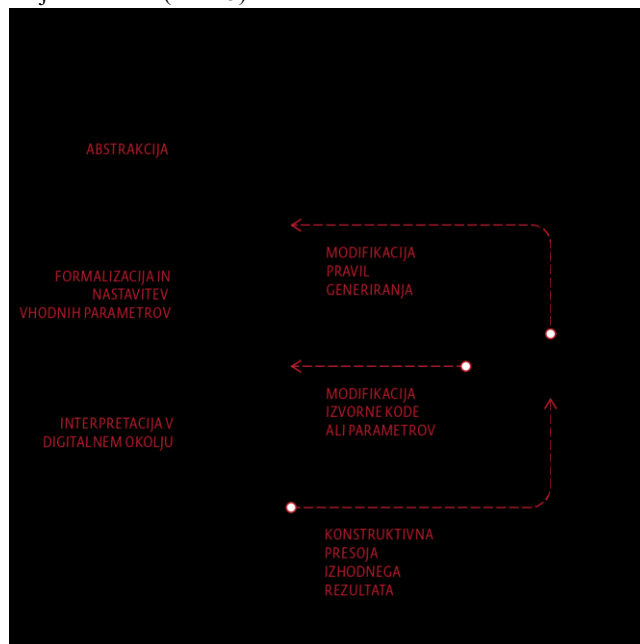 ABSTRAKCIJA
MODIFIKACIJA
PRAVIL
GENERIRANJA
FORMALIZACIJA IN
NASTAVITEV
VHODNIH PARAMETROV
MODIFIKACIJA
IZVORNE KODE
ALI PARAMETROV
INTERPRETACIJA V
DIGITALNEM OKOLJU
KONSTRUKTIVNA
PRESOJA
IZHODNEGA
REZULTATA